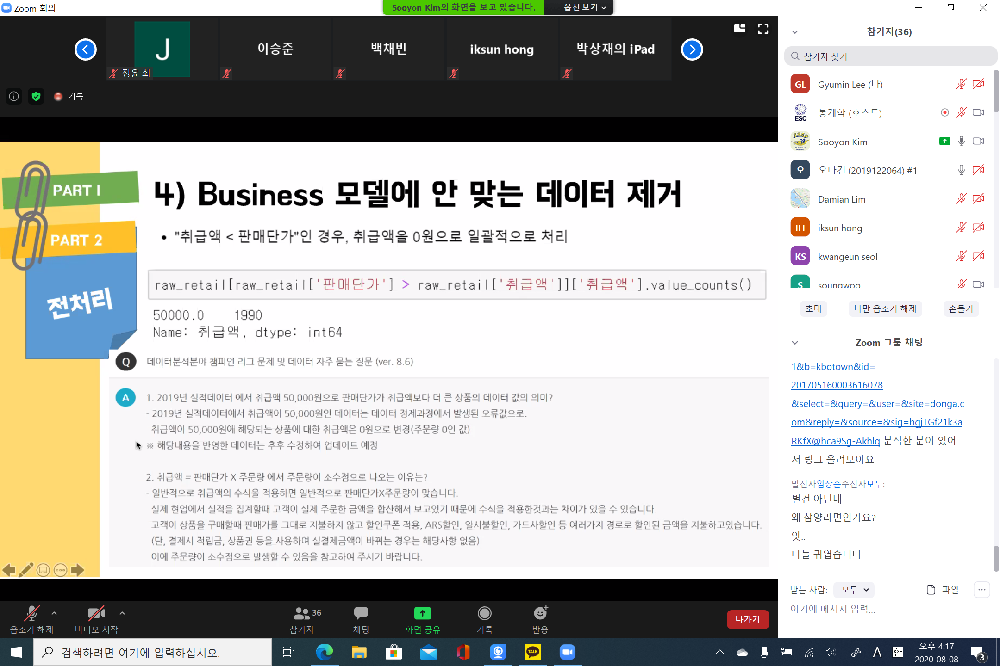 Zoom 회의
Sooyon Kim의 화면을 보고 있습니다.
옵션 보기
J
정윤 최
이승준
백채빈
iksun hong
박상재의 iPad
기록
PART 1
PART 2
전처리
4) Business 모델에 안 맞는 데이터 제거
• "취급액 < 판매단가"인 경우, 취급액을 0원으로 일괄적으로 처리
raw_retail[raw_retail['판매단가'] > raw_retail['취급액']]['취급액'].value_counts()
50000.0 1990
Name: 취급액, dtype: int64
Q 데이터분석분야 챔피언 리그 문제 및 데이터 자주 묻는 질문 (ver. 8.6)
A 1. 2019년 실적데이터 에서 취급액 50,000원으로 판매단가가 취급액보다 더 큰 상품의 데이터 값의 의미?
- 2019년 실적데이터에서 취급액이 50,000원인 데이터는 데이터 정제과정에서 발생된 오류값으로.
취급액이 50,000원에 해당되는 상품에 대한 취급액은 0원으로 변경(주문량 0인 값)
※ 해당내용을 반영한 데이터는 추후 수정하여 업데이트 예정
2. 취급액 = 판매단가 X 주문량 에서 주문량이 소수점으로 나오는 이유는?
- 일반적으로 취급액의 수식을 적용하면 일반적으로 판매단가X주문량이 맞습니다.
실제 현업에서 실적을 집계할때 고객이 실제 주문한 금액을 합산해서 보고있기 때문에 수식을 적용한것과는 차이가 있을 수 있습니다.
고객이 상품을 구매할때 판매가를 그대로 지불하지 않고 할인쿠폰 적용, ARS할인, 일시불할인, 카드사할인 등 여러가지 경로로 할인된 금액을 지불하고있습니다.
(단, 결제시 적립금, 상품권 등을 사용하여 실결제금액이 바뀌는 경우는 해당사항 없음)
이에 주문량이 소수점으로 발생할 수 있음을 참고하여 주시기 바랍니다.
참가자(36)
참가자 찾기
GL Gyumin Lee (나)
ESC 통계학 (호스트)
A.S.A.P AS SLOW AS POSSIBLE Sooyon Kim
오 오다건 (2019122064) #1
Damian Lim
IH iksun hong
KS kwangeun seol
S soungwoo
초대
나만 음소거 해제
손들기
Zoom 그룹 채팅
1&b=kbotown&id=
201705160003616078
&select=&query=&user=&site=donga.c
om&reply=&source=&sig=hgjTGf21k3a
RKfX@hca9Sg-Akhlq 분석한 분이 있어
서 링크 올려보아요
발신자엄상준수신자모두:
별건 아닌데
왜 삼양라면인가요?
앗..
다들 귀엽습니다
받는 사람: 모두
파일
여기에 메시지 입력...
음소거 해제
비디오 시작
36
참가자
채팅
화면 공유
기록
반응
나가기
검색하려면 여기에 입력하십시오.
TALK
A
한
오후 4:17
2020-08-08
3